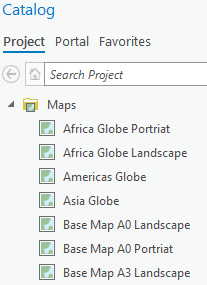 Catalog
Project Portal Favorites
Search Project
Maps
Africa Globe Portriat
Africa Globe Landscape
Americas Globe
Asia Globe
Base Map A0 Landscape
Base Map A0 Portriat
Base Map A3 Landscape